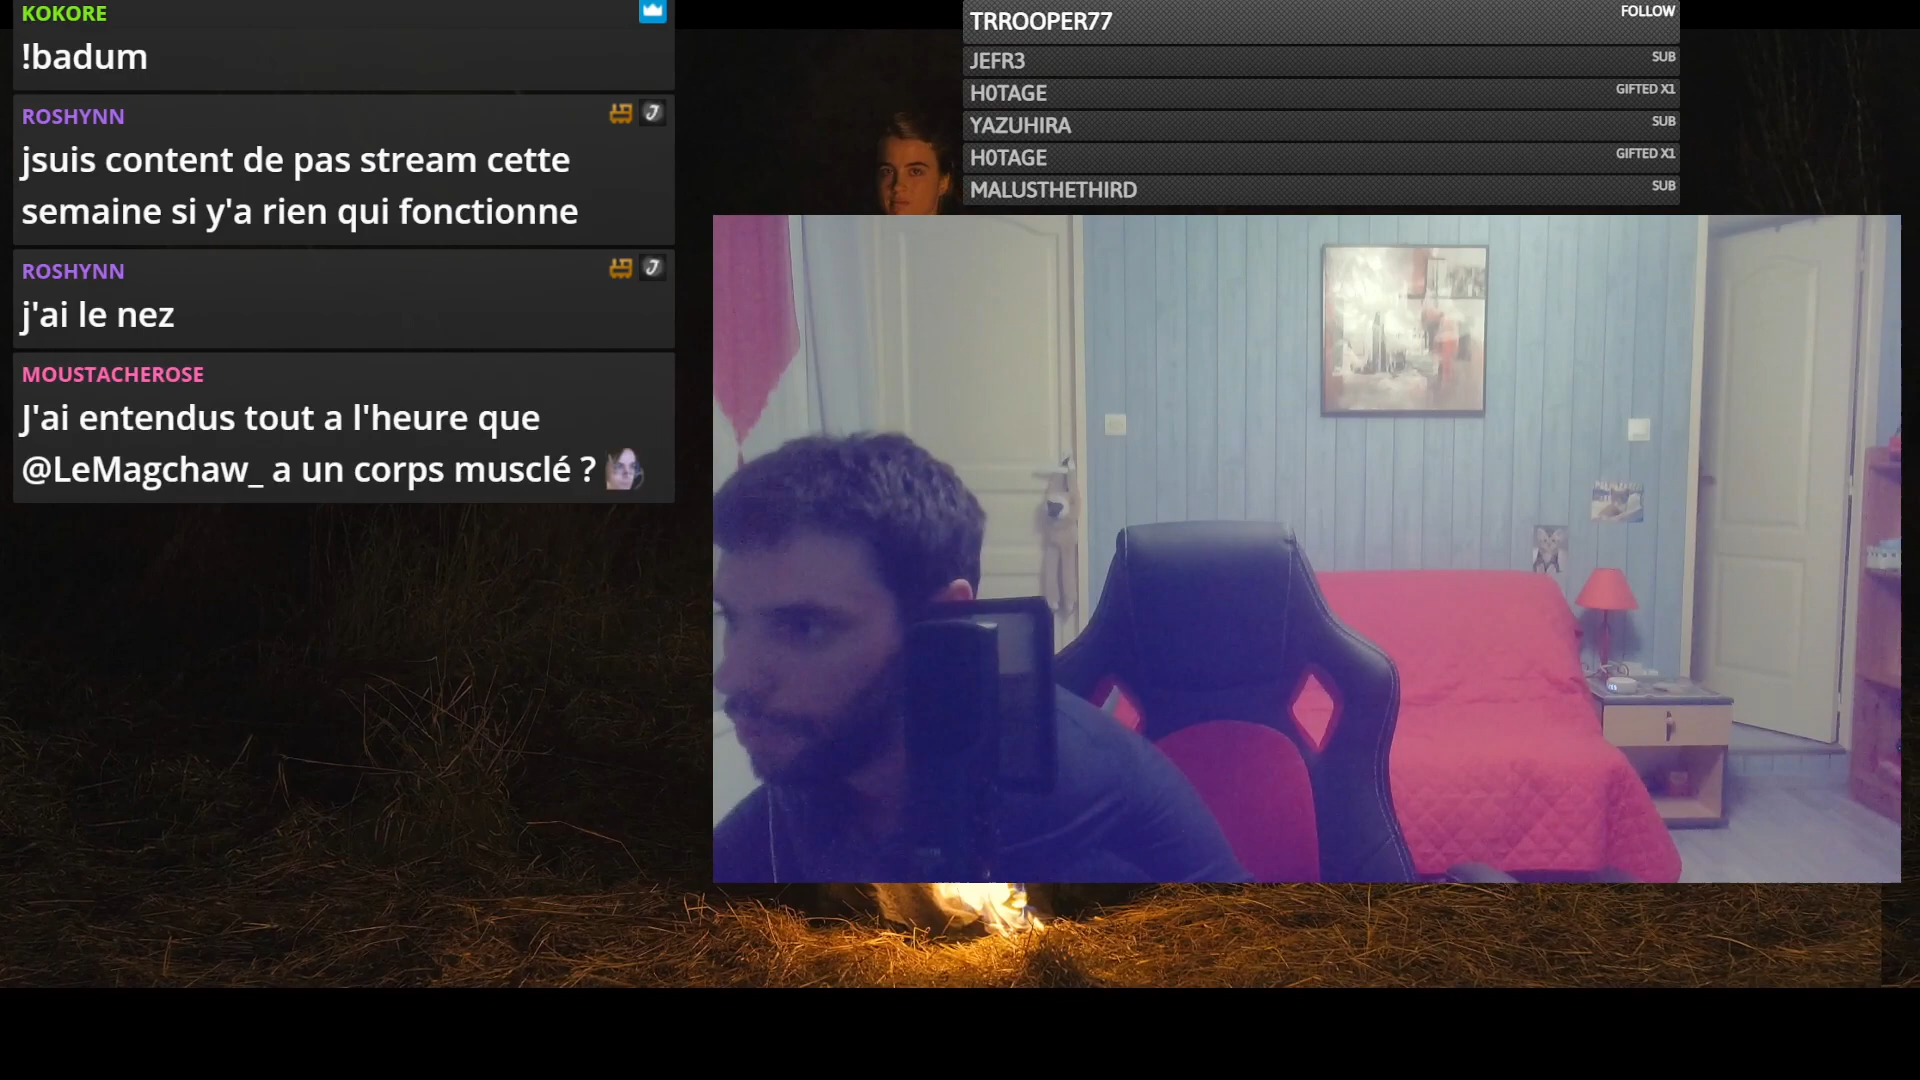 KOKORE
!badum
ROSHYNN
jsuis content de pas stream cette
semaine si y'a rien qui fonctionne
ROSHYNN
j'ai le nez
MOUSTACHEROSE
J'ai entendus tout a l'heure que
@LeMagchaw_ a un corps musclé ?
TRROOPER77 FOLLOW
JEFR3 SUB
H0TAGE GIFTED X1
YAZUHIRA SUB
H0TAGE GIFTED X1
MALUSTHETHIRD SUB